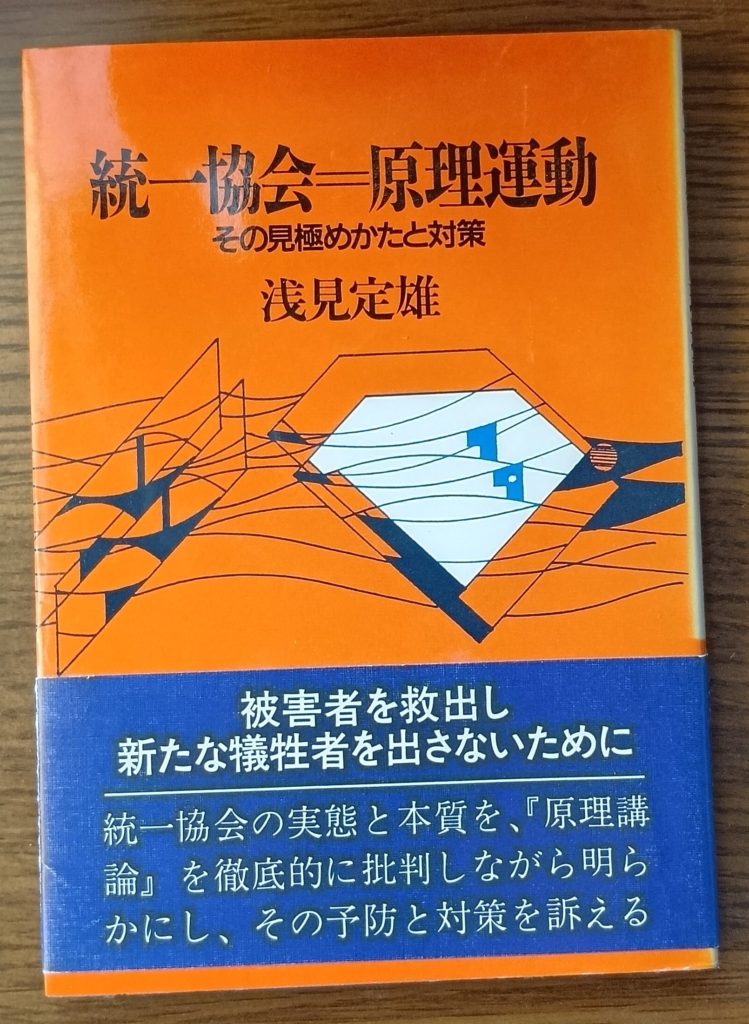 統一協会＝原理運動
その見極めかたと対策
浅見定雄
被害者を救出し
新たな犠牲者を出さないために
統一協会の実態と本質を、『原理講
論』を徹底的に批判しながら明ら
かにし、その予防と対策を訴える